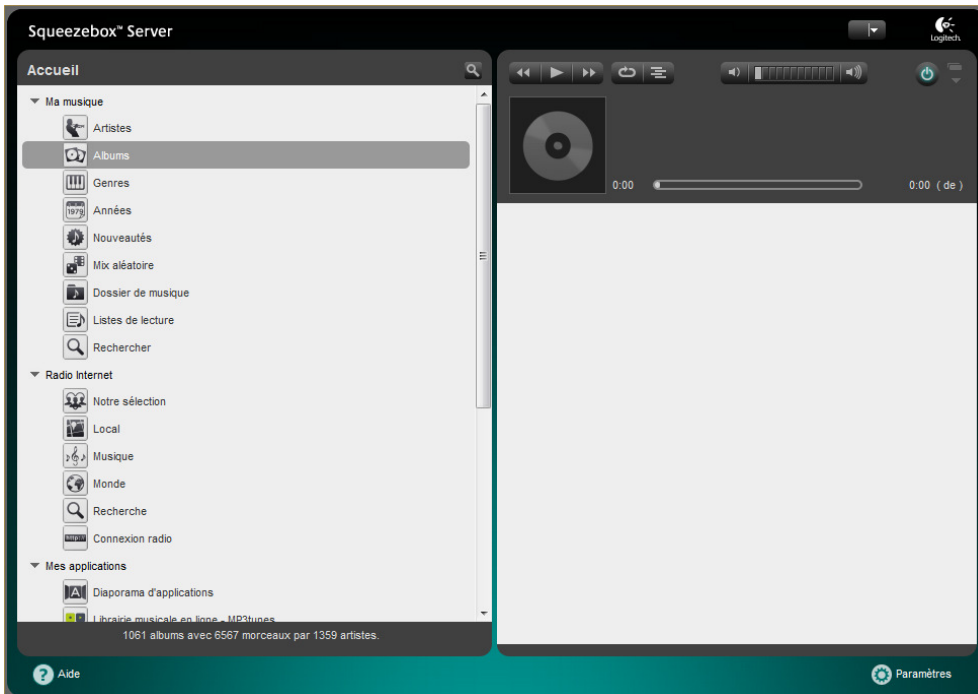 Squeezebox™ Server
Logitech
Accueil
Ma musique
Artistes
Albums
Genres
1979
Années
Nouveautés
Mix aléatoire
Dossier de musique
Listes de lecture
Rechercher
Radio Internet
Notre sélection
Local
Musique
Monde
Recherche
Connexion radio
Mes applications
Diaporama d'applications
Librairie musicale en ligne - MP3tunes
1061 albums avec 6567 morceaux par 1359 artistes.
0:00
0:00 ( de )
Aide
Paramètres